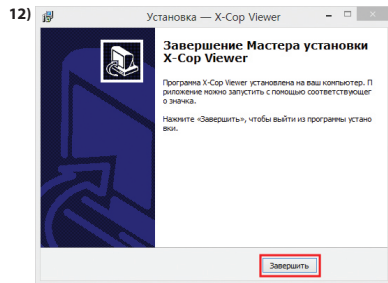 12)
Установка — X-Cop Viewer
Завершение Мастера установки
X-Cop Viewer
Программа X-Cop Viewer установлена на ваш компьютер. П
риложение можно запустить с помощью соответствующег
о значка.
Нажмите «Завершить», чтобы выйти из программы устано
вки.
Завершить